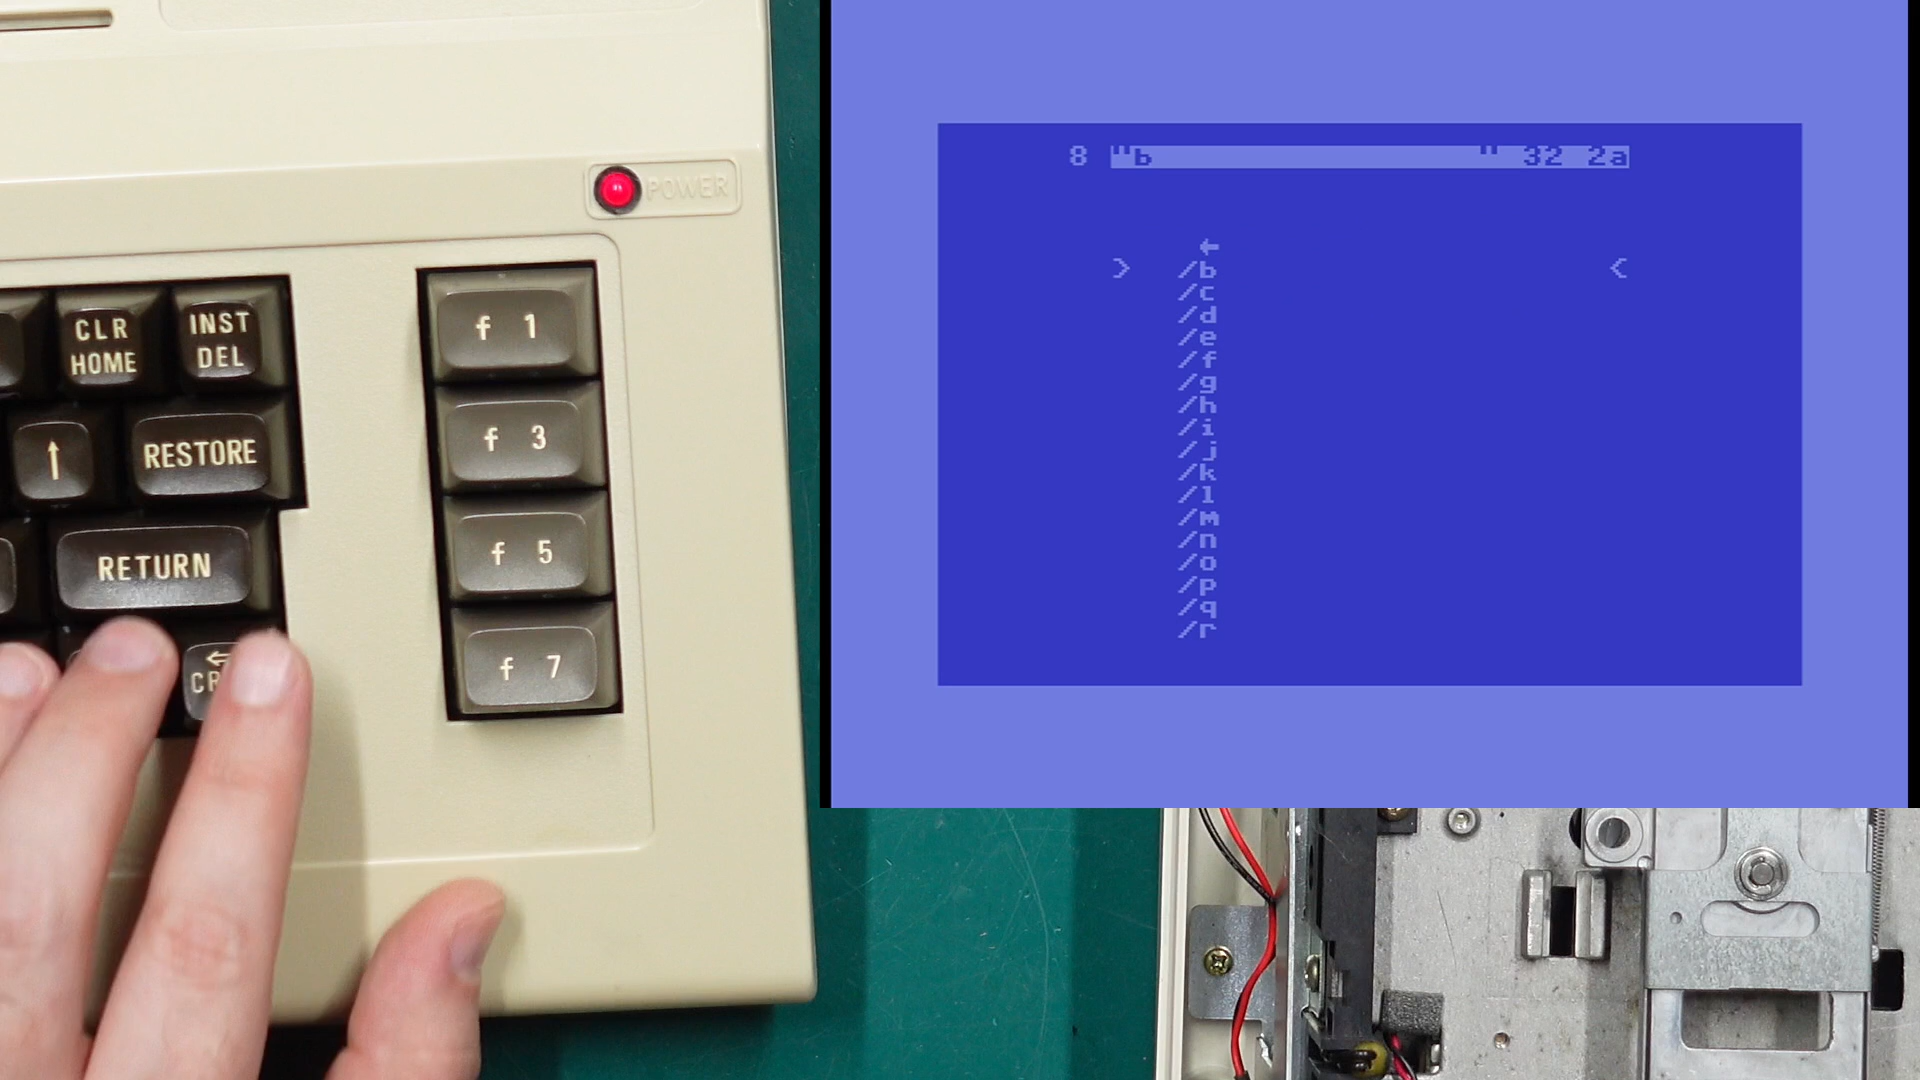 POWER
CLR
HOME
INST
DEL
↑
RESTORE
RETURN
f 1
f 3
f 5
f 7
8 "b " 32 2a
←
> /b <
/c
/d
/e
/f
/g
/h
/i
/j
/k
/l
/m
/n
/o
/p
/q
/r